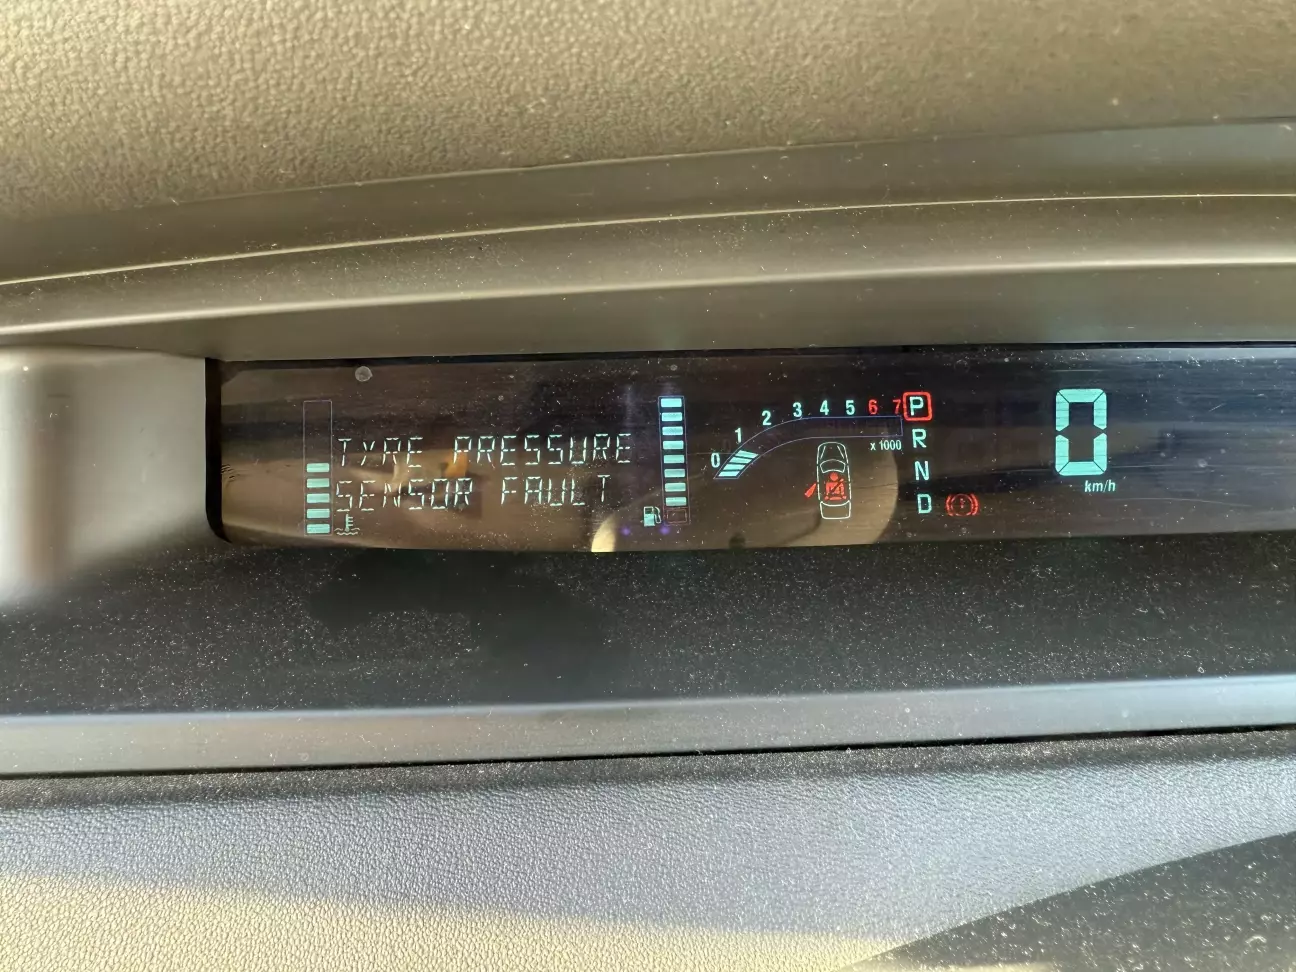 TYRE PRESSURE
SENSOR FAULT
0 1 2 3 4 5 6 7
x 1000
P
R
N
D
0
km/h